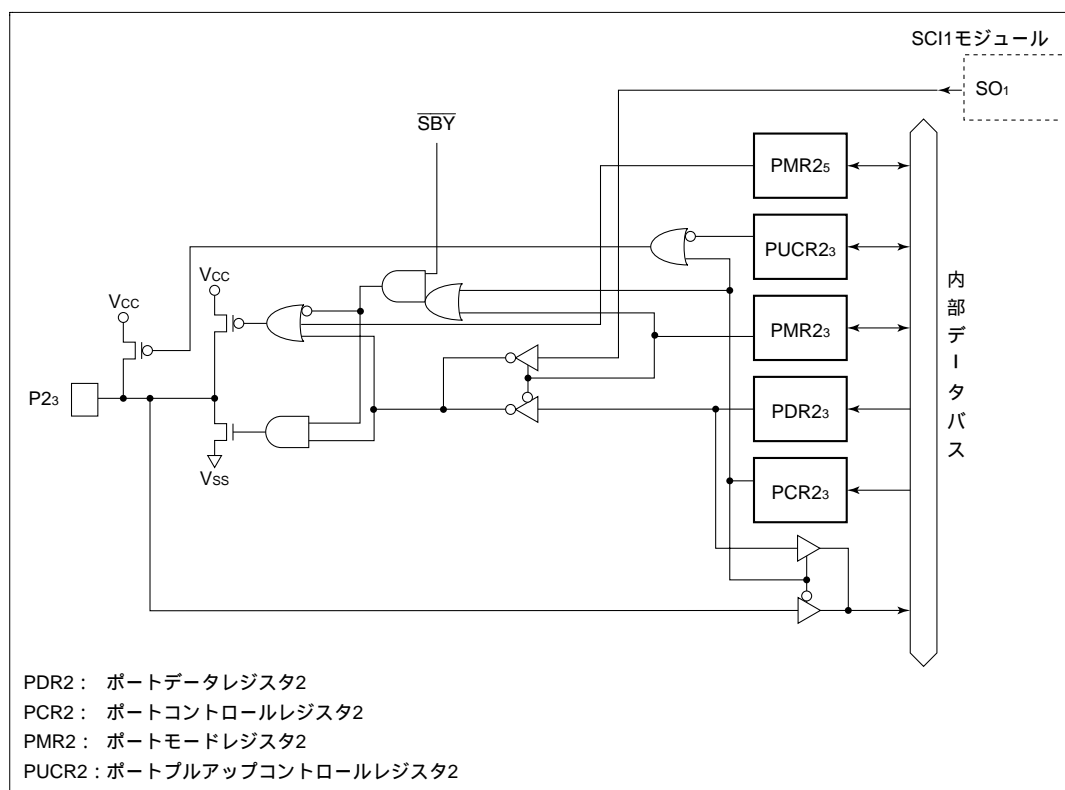 SCI1モジュール
SO₁
SBY
PMR2₅
PUCR2₃
VCC
VCC
PMR2₃
P2₃
PDR2₃
VSS
PCR2₃
内部データバス
PDR2： ポートデータレジスタ2
PCR2： ポートコントロールレジスタ2
PMR2： ポートモードレジスタ2
PUCR2：ポートプルアップコントロールレジスタ2